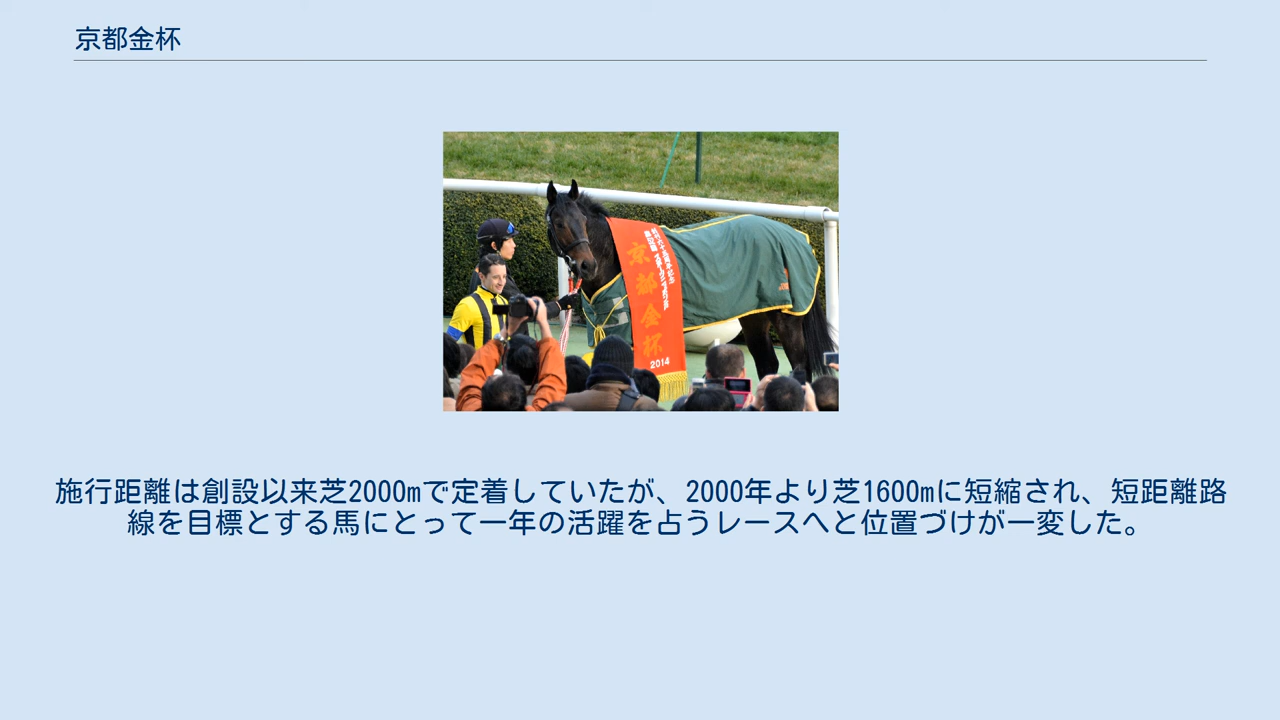 京都金杯
京都金杯
2014
施行距離は創設以来芝2000mで定着していたが、2000年より芝1600mに短縮され、短距離路
線を目標とする馬にとって一年の活躍を占うレースへと位置づけが一変した。